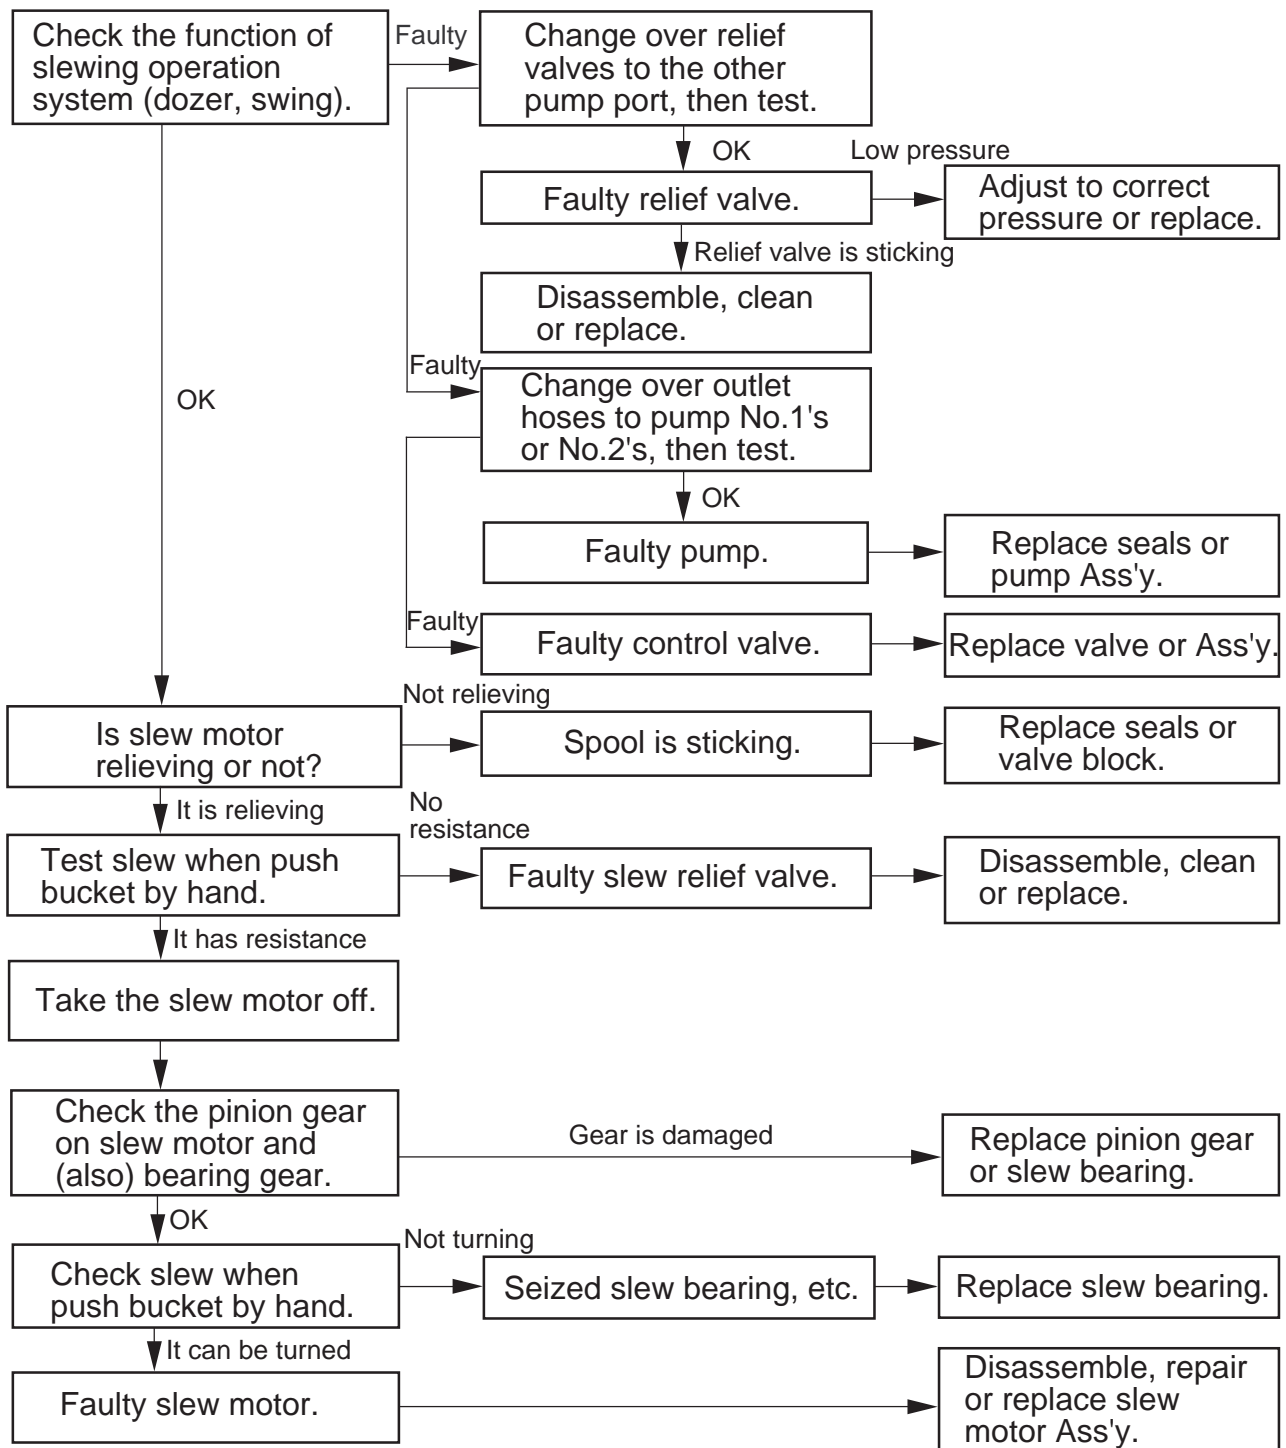 Check the function of
slewing operation
system (dozer, swing).
Faulty
Change over relief
valves to the other
pump port, then test.
OK
Low pressure
Faulty relief valve.
Adjust to correct
pressure or replace.
Relief valve is sticking
Disassemble, clean
or replace.
Faulty
Change over outlet
hoses to pump No.1's
or No.2's, then test.
OK
OK
Faulty pump.
Replace seals or
pump Ass'y.
Faulty
Faulty control valve.
Replace valve or Ass'y.
Is slew motor
relieving or not?
Not relieving
Spool is sticking.
Replace seals or
valve block.
It is relieving
Test slew when push
bucket by hand.
No
resistance
Faulty slew relief valve.
Disassemble, clean
or replace.
It has resistance
Take the slew motor off.
Check the pinion gear
on slew motor and
(also) bearing gear.
Gear is damaged
Replace pinion gear
or slew bearing.
OK
Check slew when
push bucket by hand.
Not turning
Seized slew bearing, etc.
Replace slew bearing.
It can be turned
Faulty slew motor.
Disassemble, repair
or replace slew
motor Ass'y.